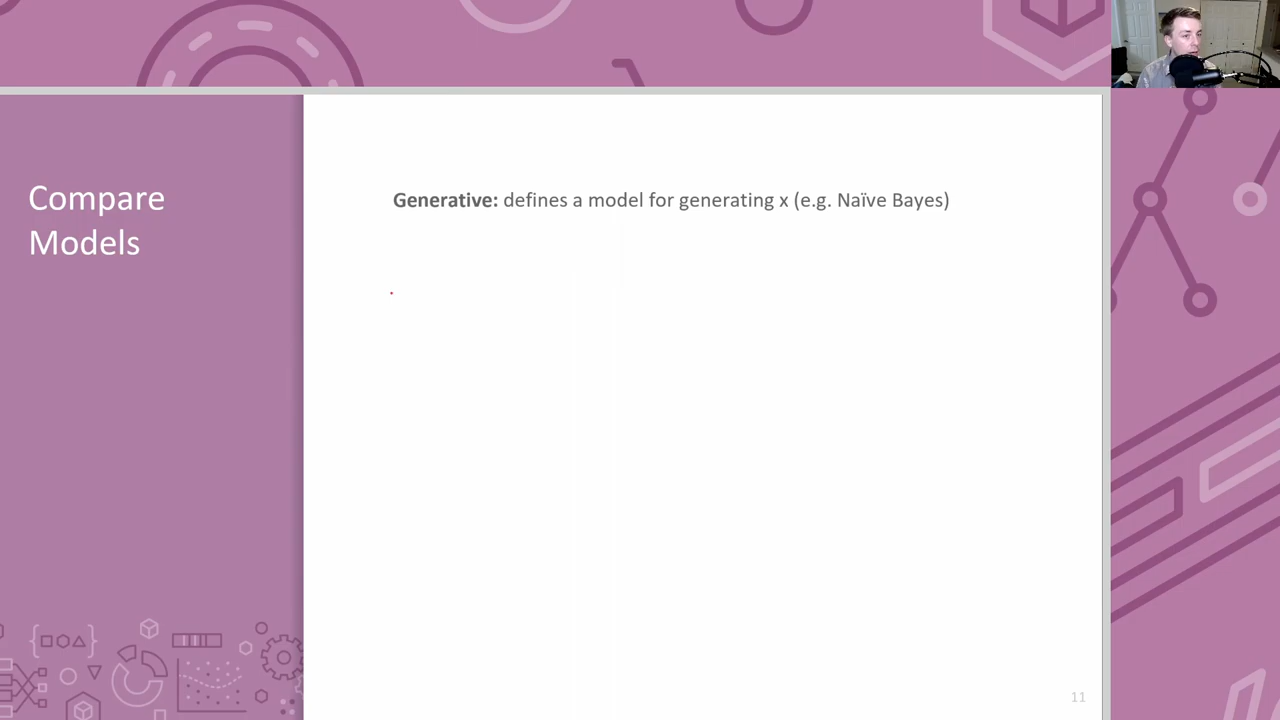 Compare
Models
Generative: defines a model for generating x (e.g. Naïve Bayes)
11